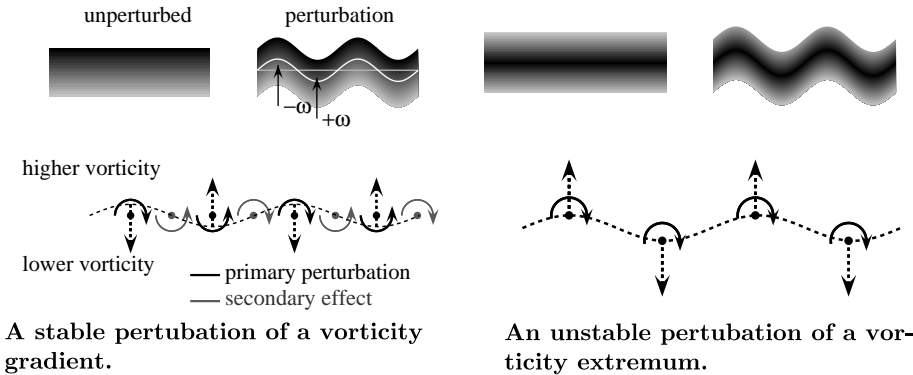 unperturbed
perturbation
−ω
+ω
higher vorticity
lower vorticity
primary perturbation
secondary effect
A stable pertubation of a vorticity
gradient.
An unstable pertubation of a vor-
ticity extremum.